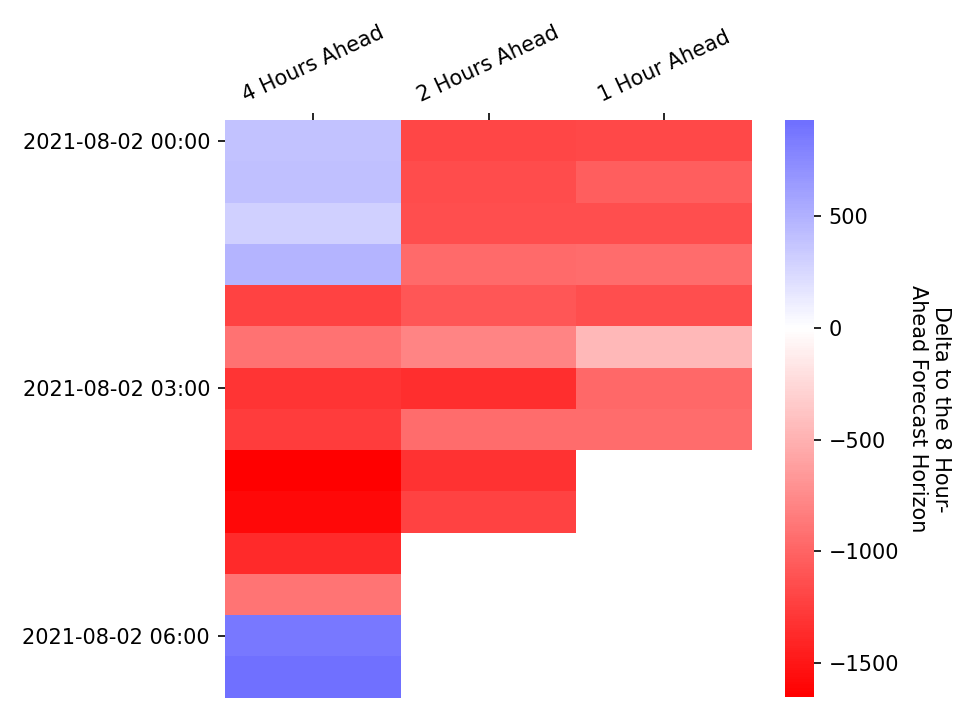 4 Hours Ahead
2 Hours Ahead
1 Hour Ahead
2021-08-02 00:00
2021-08-02 03:00
2021-08-02 06:00
500
0
−500
−1000
−1500
Delta to the 8 Hour-
Ahead Forecast Horizon